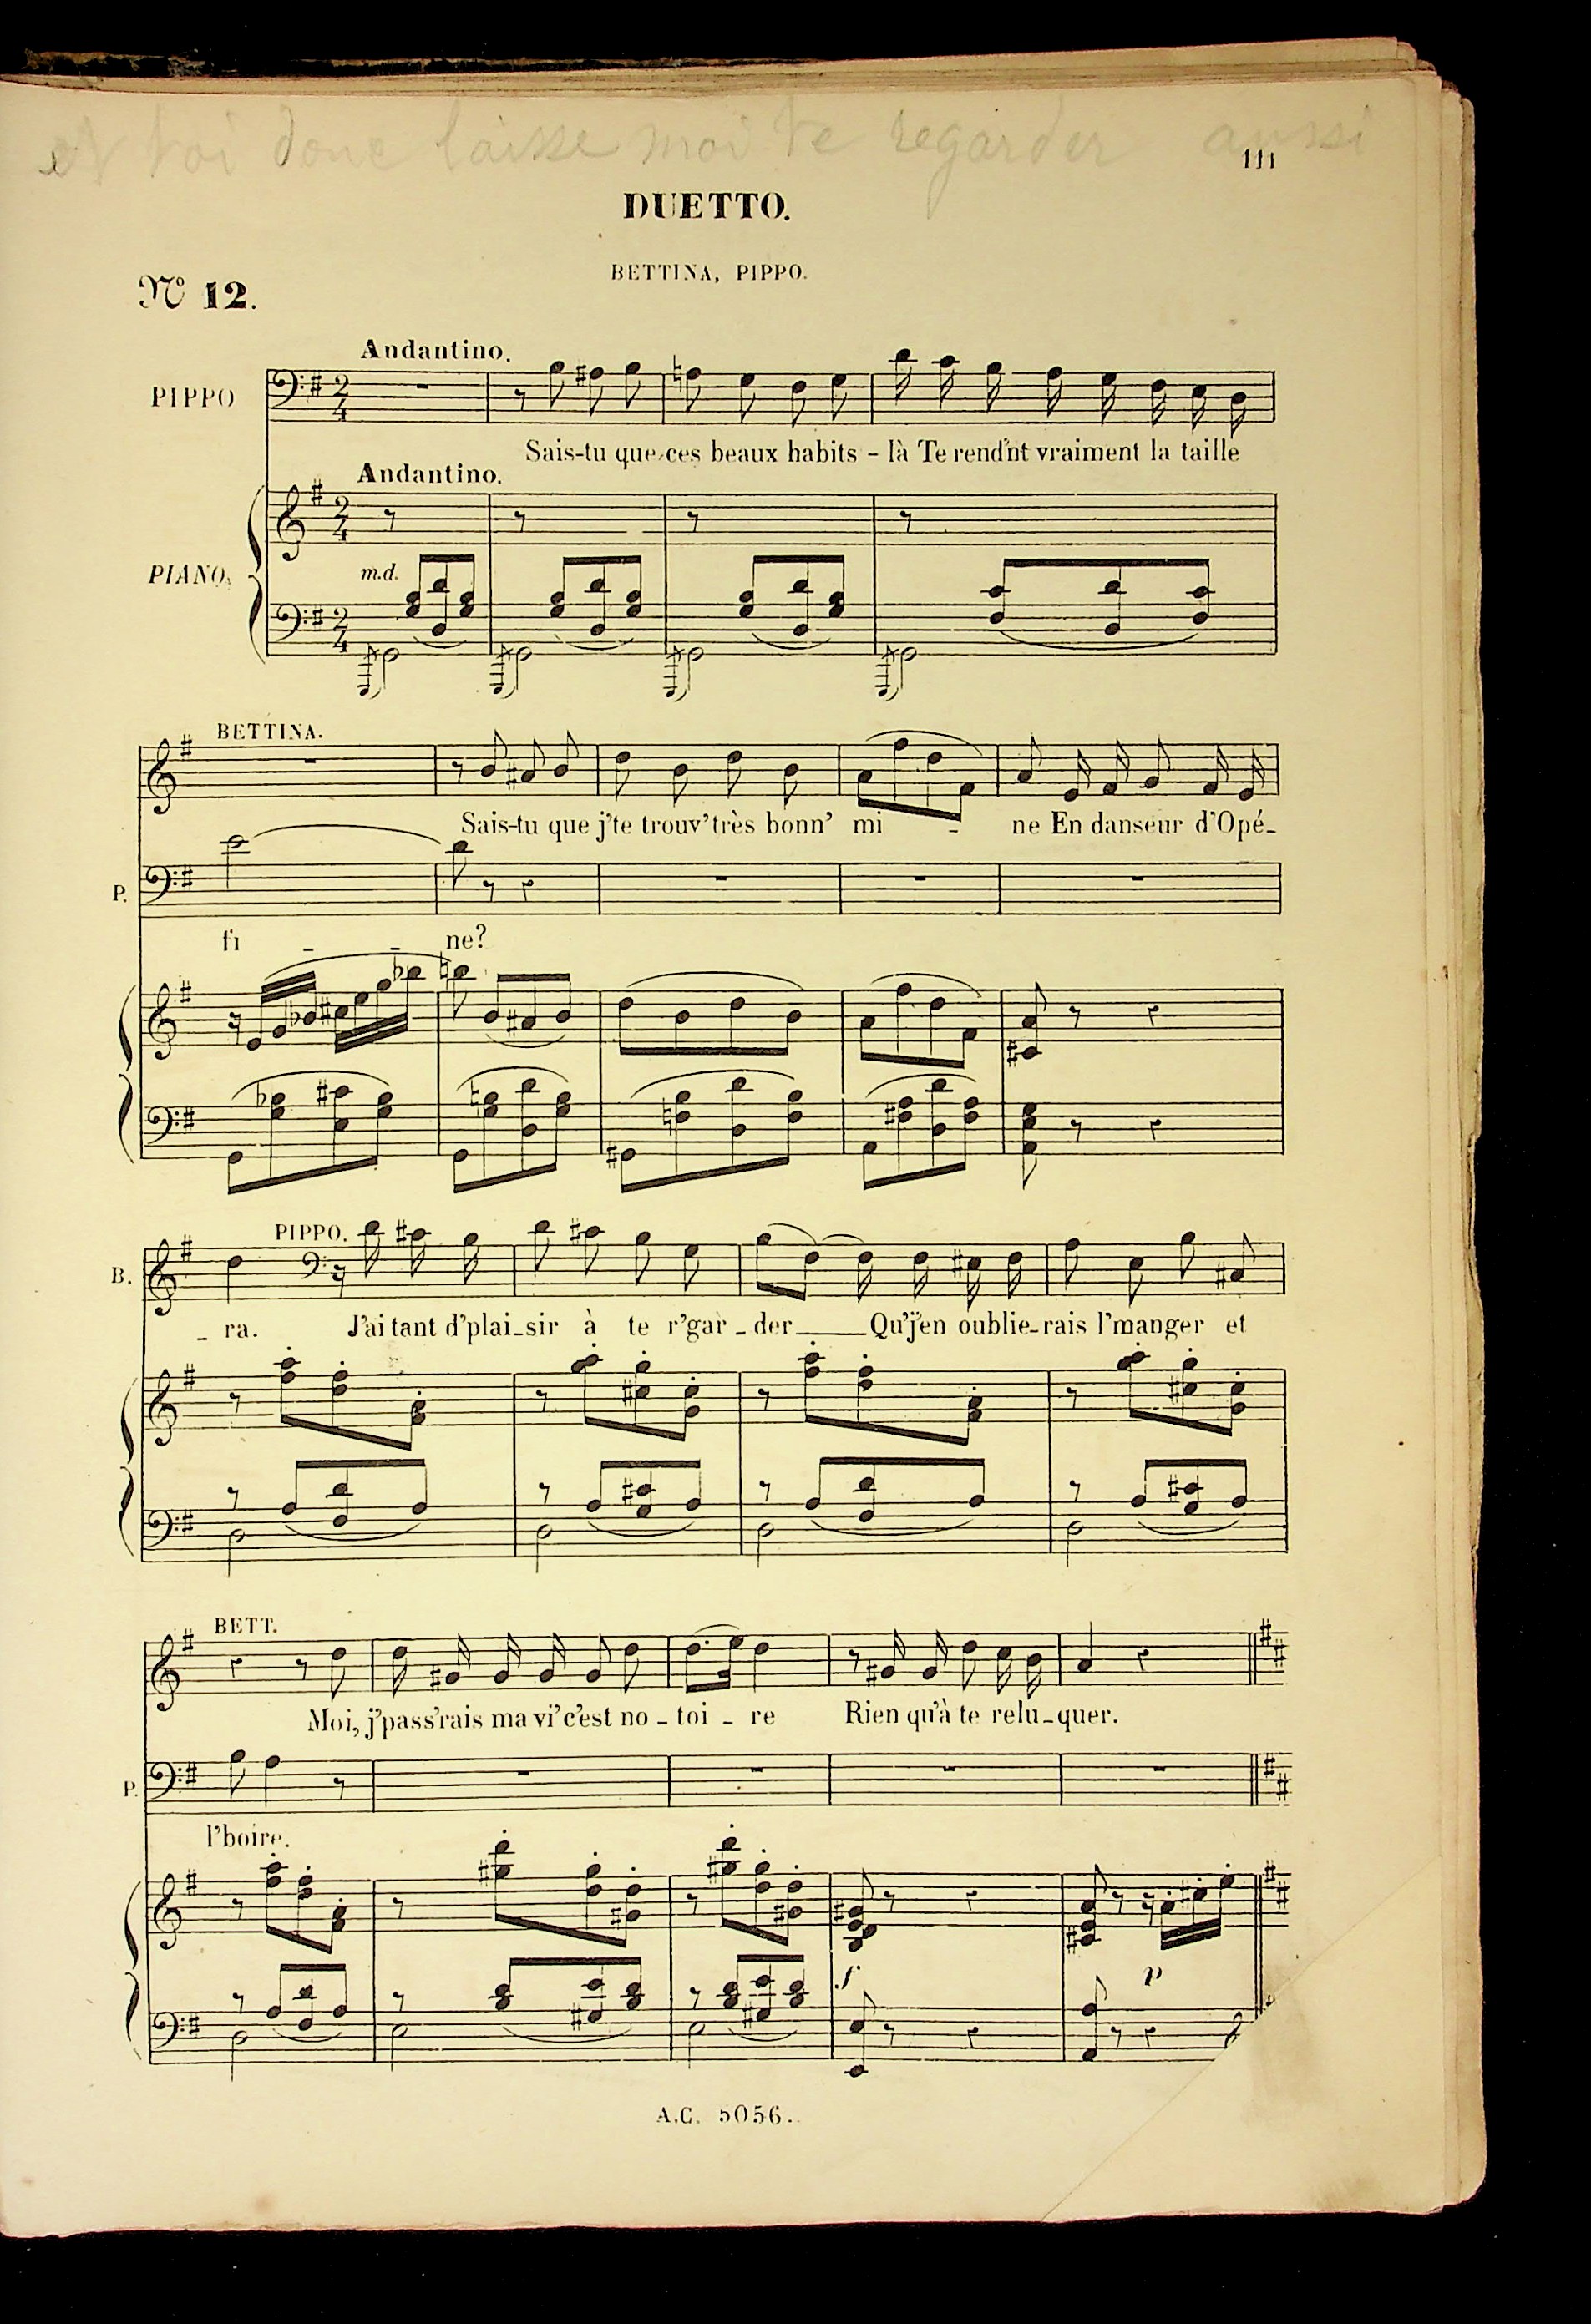 et toi donc laisse moi te regarder aussi
111
DUETTO.
BETTINA, PIPPO.
No 12.
Andantino.
PIPPO
Sais-tu que ces beaux habits - là Te rend'nt vraiment la taille
Andantino.
PIANO.
m.d.
BETTINA.
Sais-tu que j'te trouv' très bonn' mi - ne En danseur d'Opé-
P.
fi - - ne?
PIPPO.
B.
- ra. J'ai tant d'plai-sir à te r'gar-der Qu'j'en oublie-rais l'manger et
BETT.
Moi, j'pass'rais ma vi' c'est no - toi - re Rien qu'à te relu-quer.
P.
l'boire.
f
p
A.C. 5056.